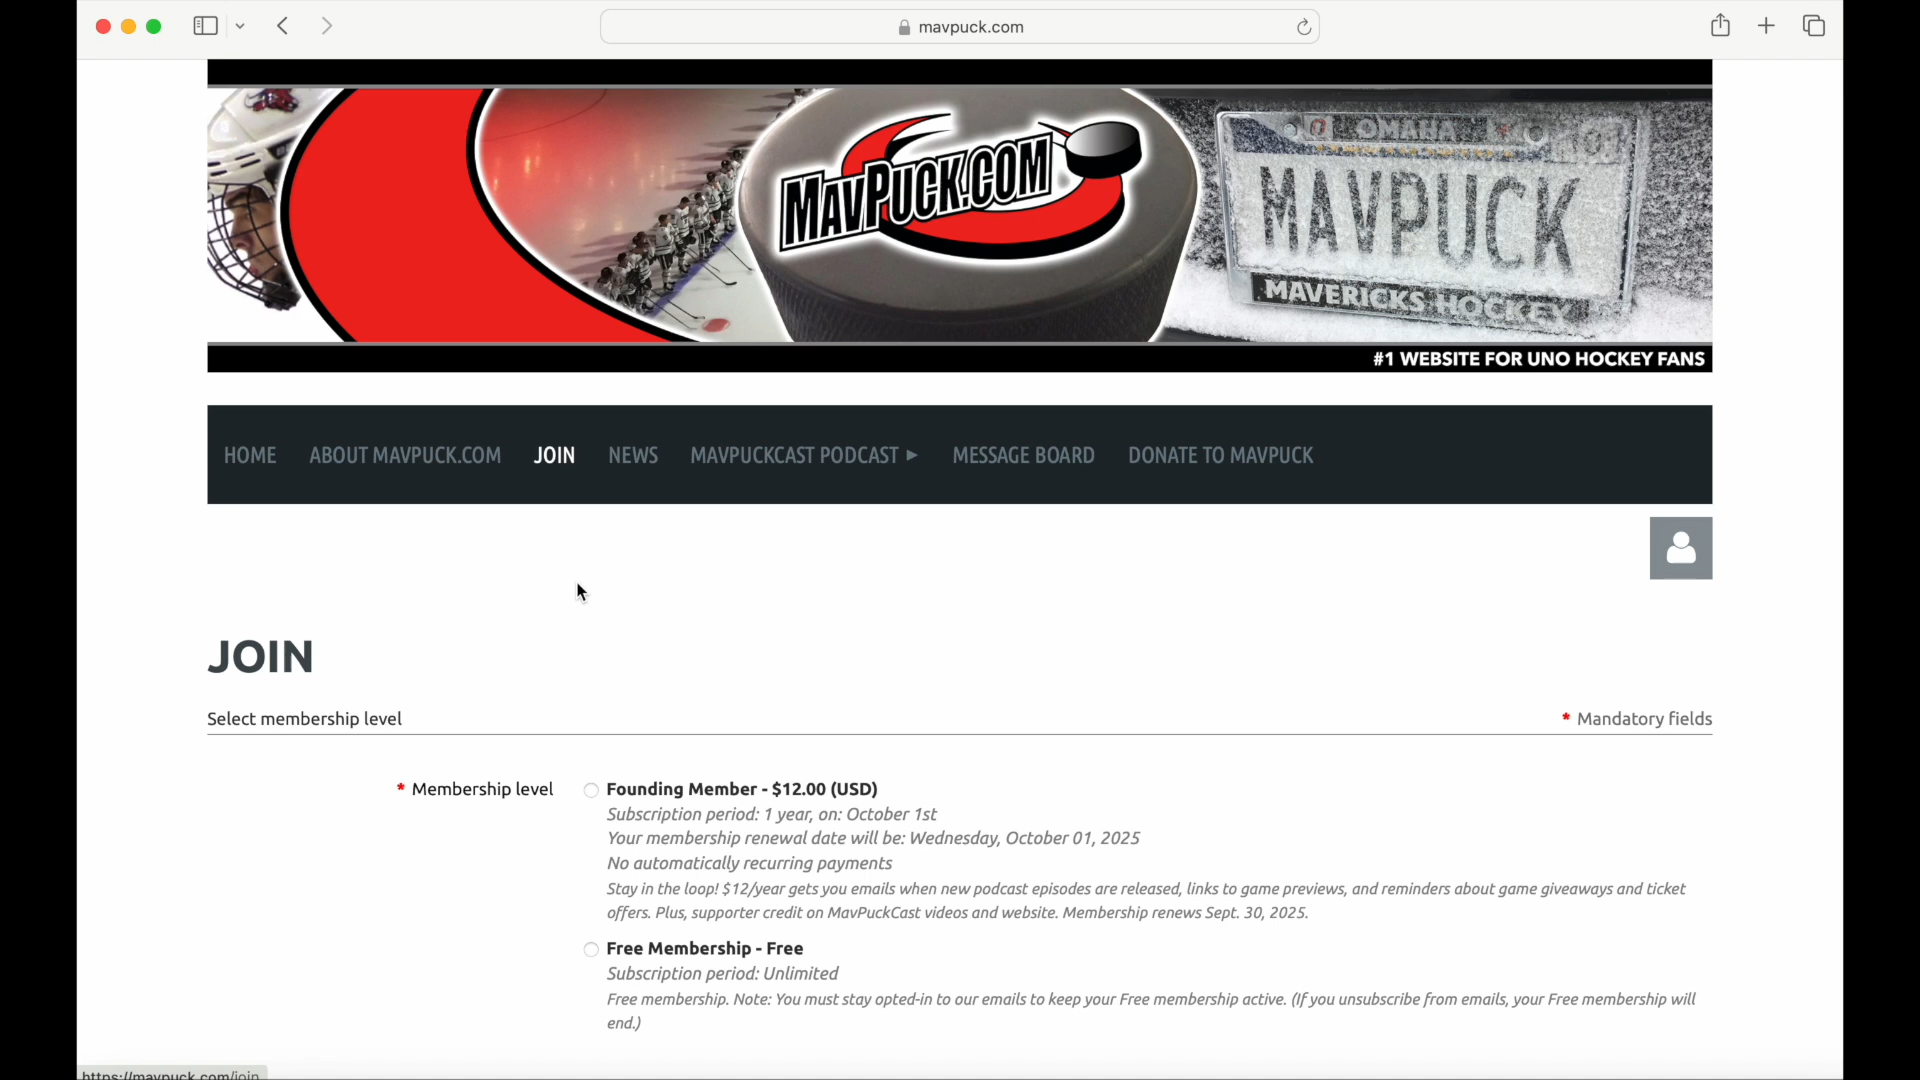 mavpuck.com
OMAHA
MAVPUCK.COM
MAVPUCK
MAVERICKS HOCKEY
#1 WEBSITE FOR UNO HOCKEY FANS
HOME ABOUT MAVPUCK.COM JOIN NEWS MAVPUCKCAST PODCAST ► MESSAGE BOARD DONATE TO MAVPUCK
JOIN
Select membership level * Mandatory fields
* Membership level Founding Member - $12.00 (USD)
Subscription period: 1 year, on: October 1st
Your membership renewal date will be: Wednesday, October 01, 2025
No automatically recurring payments
Stay in the loop! $12/year gets you emails when new podcast episodes are released, links to game previews, and reminders about game giveaways and ticket
offers. Plus, supporter credit on MavPuckCast videos and website. Membership renews Sept. 30, 2025.
Free Membership - Free
Subscription period: Unlimited
Free membership. Note: You must stay opted-in to our emails to keep your Free membership active. (If you unsubscribe from emails, your Free membership will
end.)
https://mavpuck.com/join